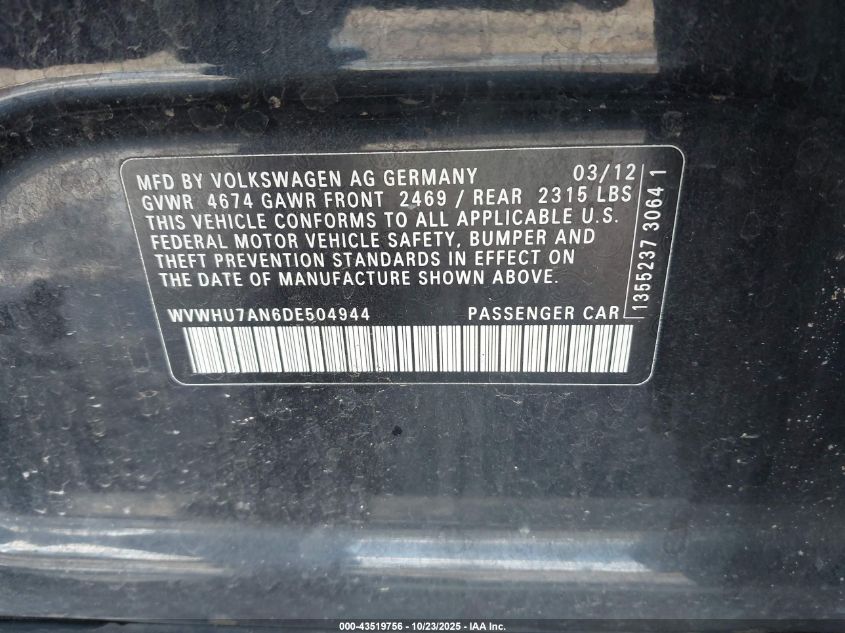 MFD BY VOLKSWAGEN AG GERMANY 03/12
GVWR 4674 GAWR FRONT 2469 / REAR 2315 LBS
THIS VEHICLE CONFORMS TO ALL APPLICABLE U.S.
FEDERAL MOTOR VEHICLE SAFETY, BUMPER AND
THEFT PREVENTION STANDARDS IN EFFECT ON
THE DATE OF MANUFACTURE SHOWN ABOVE.
WVWHU7AN6DE504944 PASSENGER CAR
1355237 30641
000-43519756 - 10/23/2025 - IAA Inc.